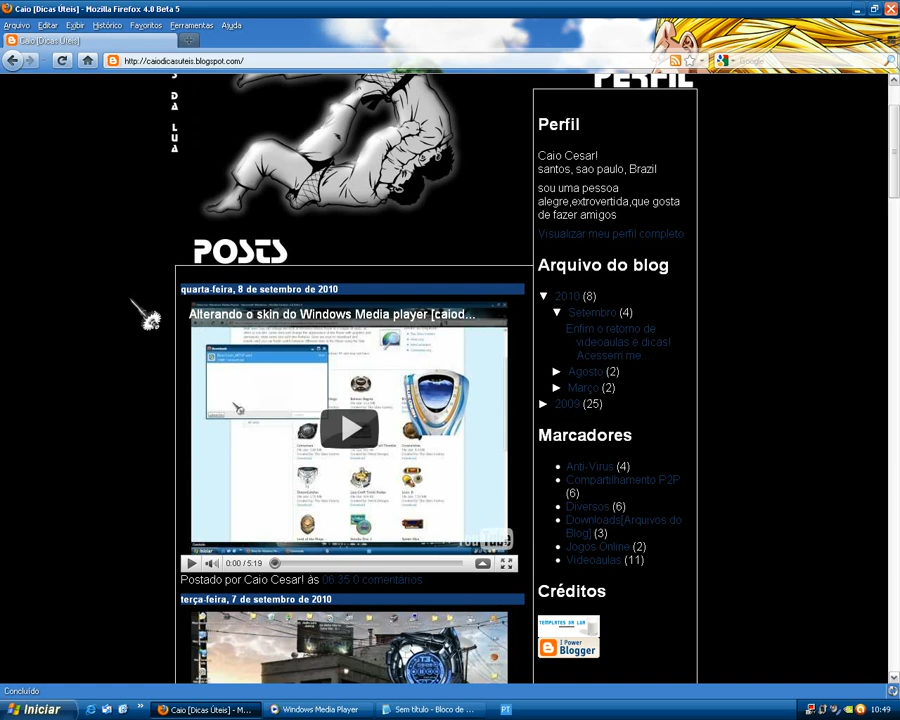 Caio [Dicas Úteis] - Mozilla Firefox 4.0 Beta 5
Arquivo Editar Exibir Histórico Favoritos Ferramentas Ajuda
Caio [Dicas Úteis]
http://caiodicasuteis.blogspot.com/
Google
S
DA
LUA
PERFIL
Perfil
Caio Cesar!
santos, sao paulo, Brazil
sou uma pessoa
alegre,extrovertida,que gosta
de fazer amigos
Visualizar meu perfil completo
POSTS
Arquivo do blog
▼ 2010 (8)
▼ Setembro (4)
Enfim o retorno de
videoaulas e dicas!
Acessem me...
► Agosto (2)
► Março (2)
► 2009 (25)
quarta-feira, 8 de setembro de 2010
Alterando o skin do Windows Media player [caiod...
YouTube
Iniciar
0:00 / 5:19
Postado por Caio Cesar! às 06:35 0 comentários
terça-feira, 7 de setembro de 2010
Marcadores
Anti-Virus (4)
Compartilhamento P2P
(6)
Diversos (6)
Downloads[Arquivos do
Blog] (3)
Jogos Online (2)
Videoaulas (11)
Créditos
TEMPLATES DA LUA
I Power
Blogger
Concluído
Iniciar
Caio [Dicas Úteis] - M...
Windows Media Player
Sem título - Bloco de ...
PT
10:49